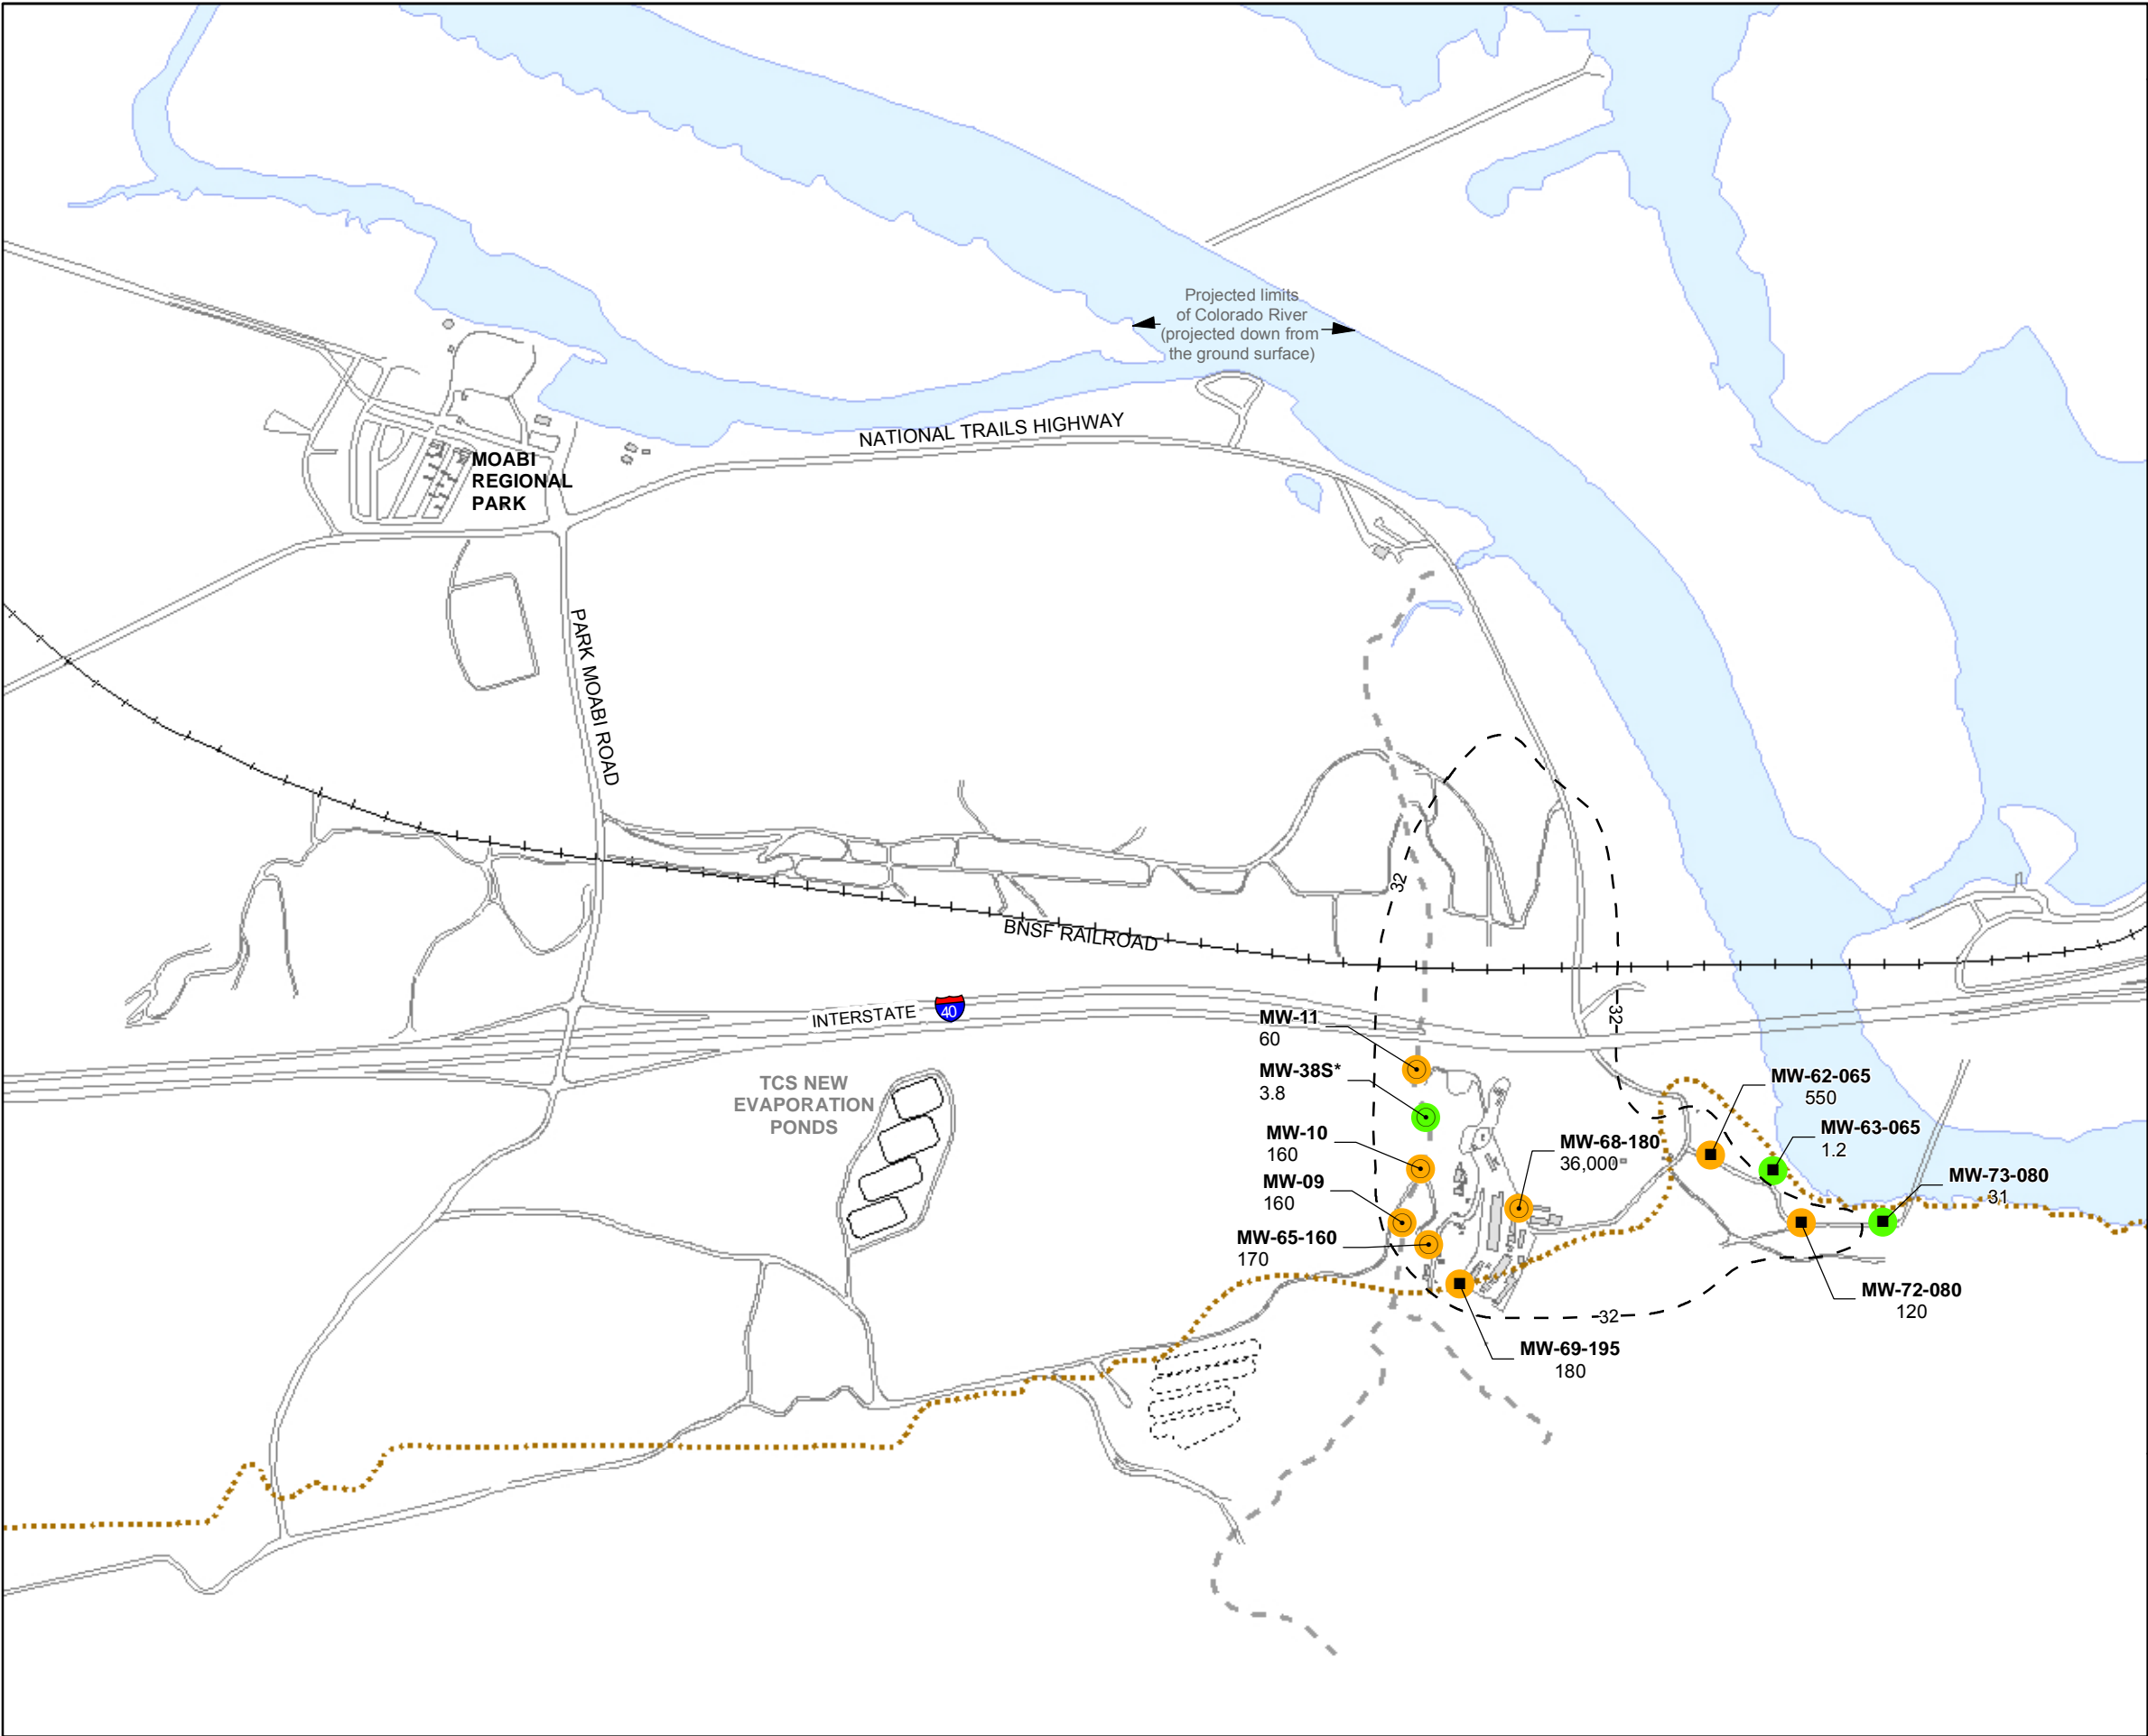 Projected limits
of Colorado River
(projected down from
the ground surface)
NATIONAL TRAILS HIGHWAY
MOABI
REGIONAL
PARK
PARK MOABI ROAD
32
BNSF RAILROAD
INTERSTATE 40
32
MW-11
60
MW-38S*
3.8
MW-10
160
MW-09
160
MW-65-160
170
TCS NEW
EVAPORATION
PONDS
MW-62-065
550
MW-63-065
1.2
MW-68-180
36,000
MW-73-080
31
MW-72-080
120
32
MW-69-195
180